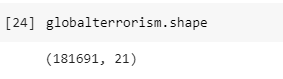 [24] globalterrorism.shape
(181691, 21)